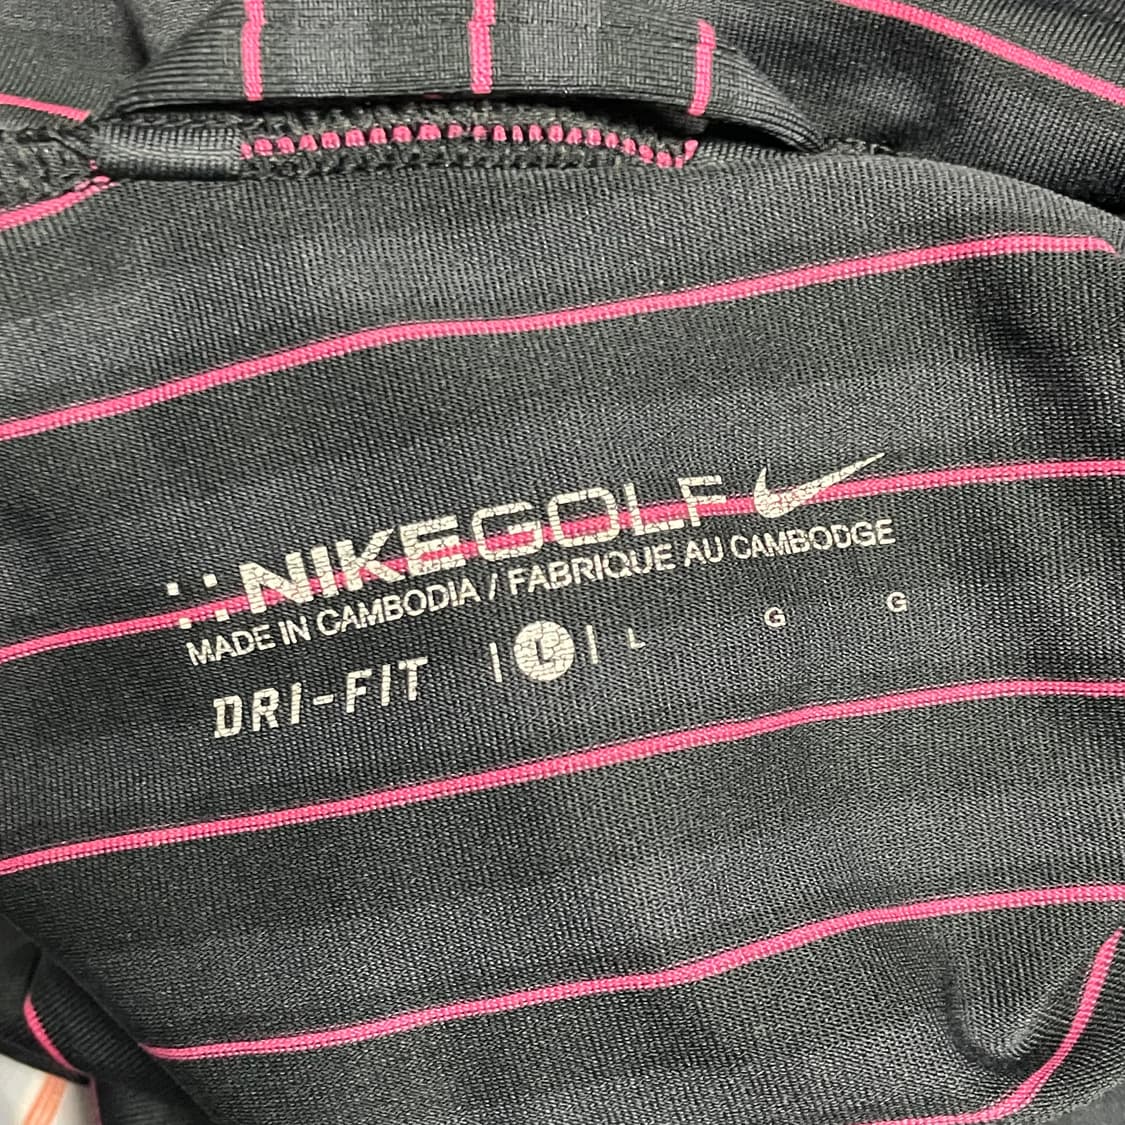 NIKEGOLF
MADE IN CAMBODIA / FABRIQUE AU CAMBODGE
DRI-FIT | L | L G G